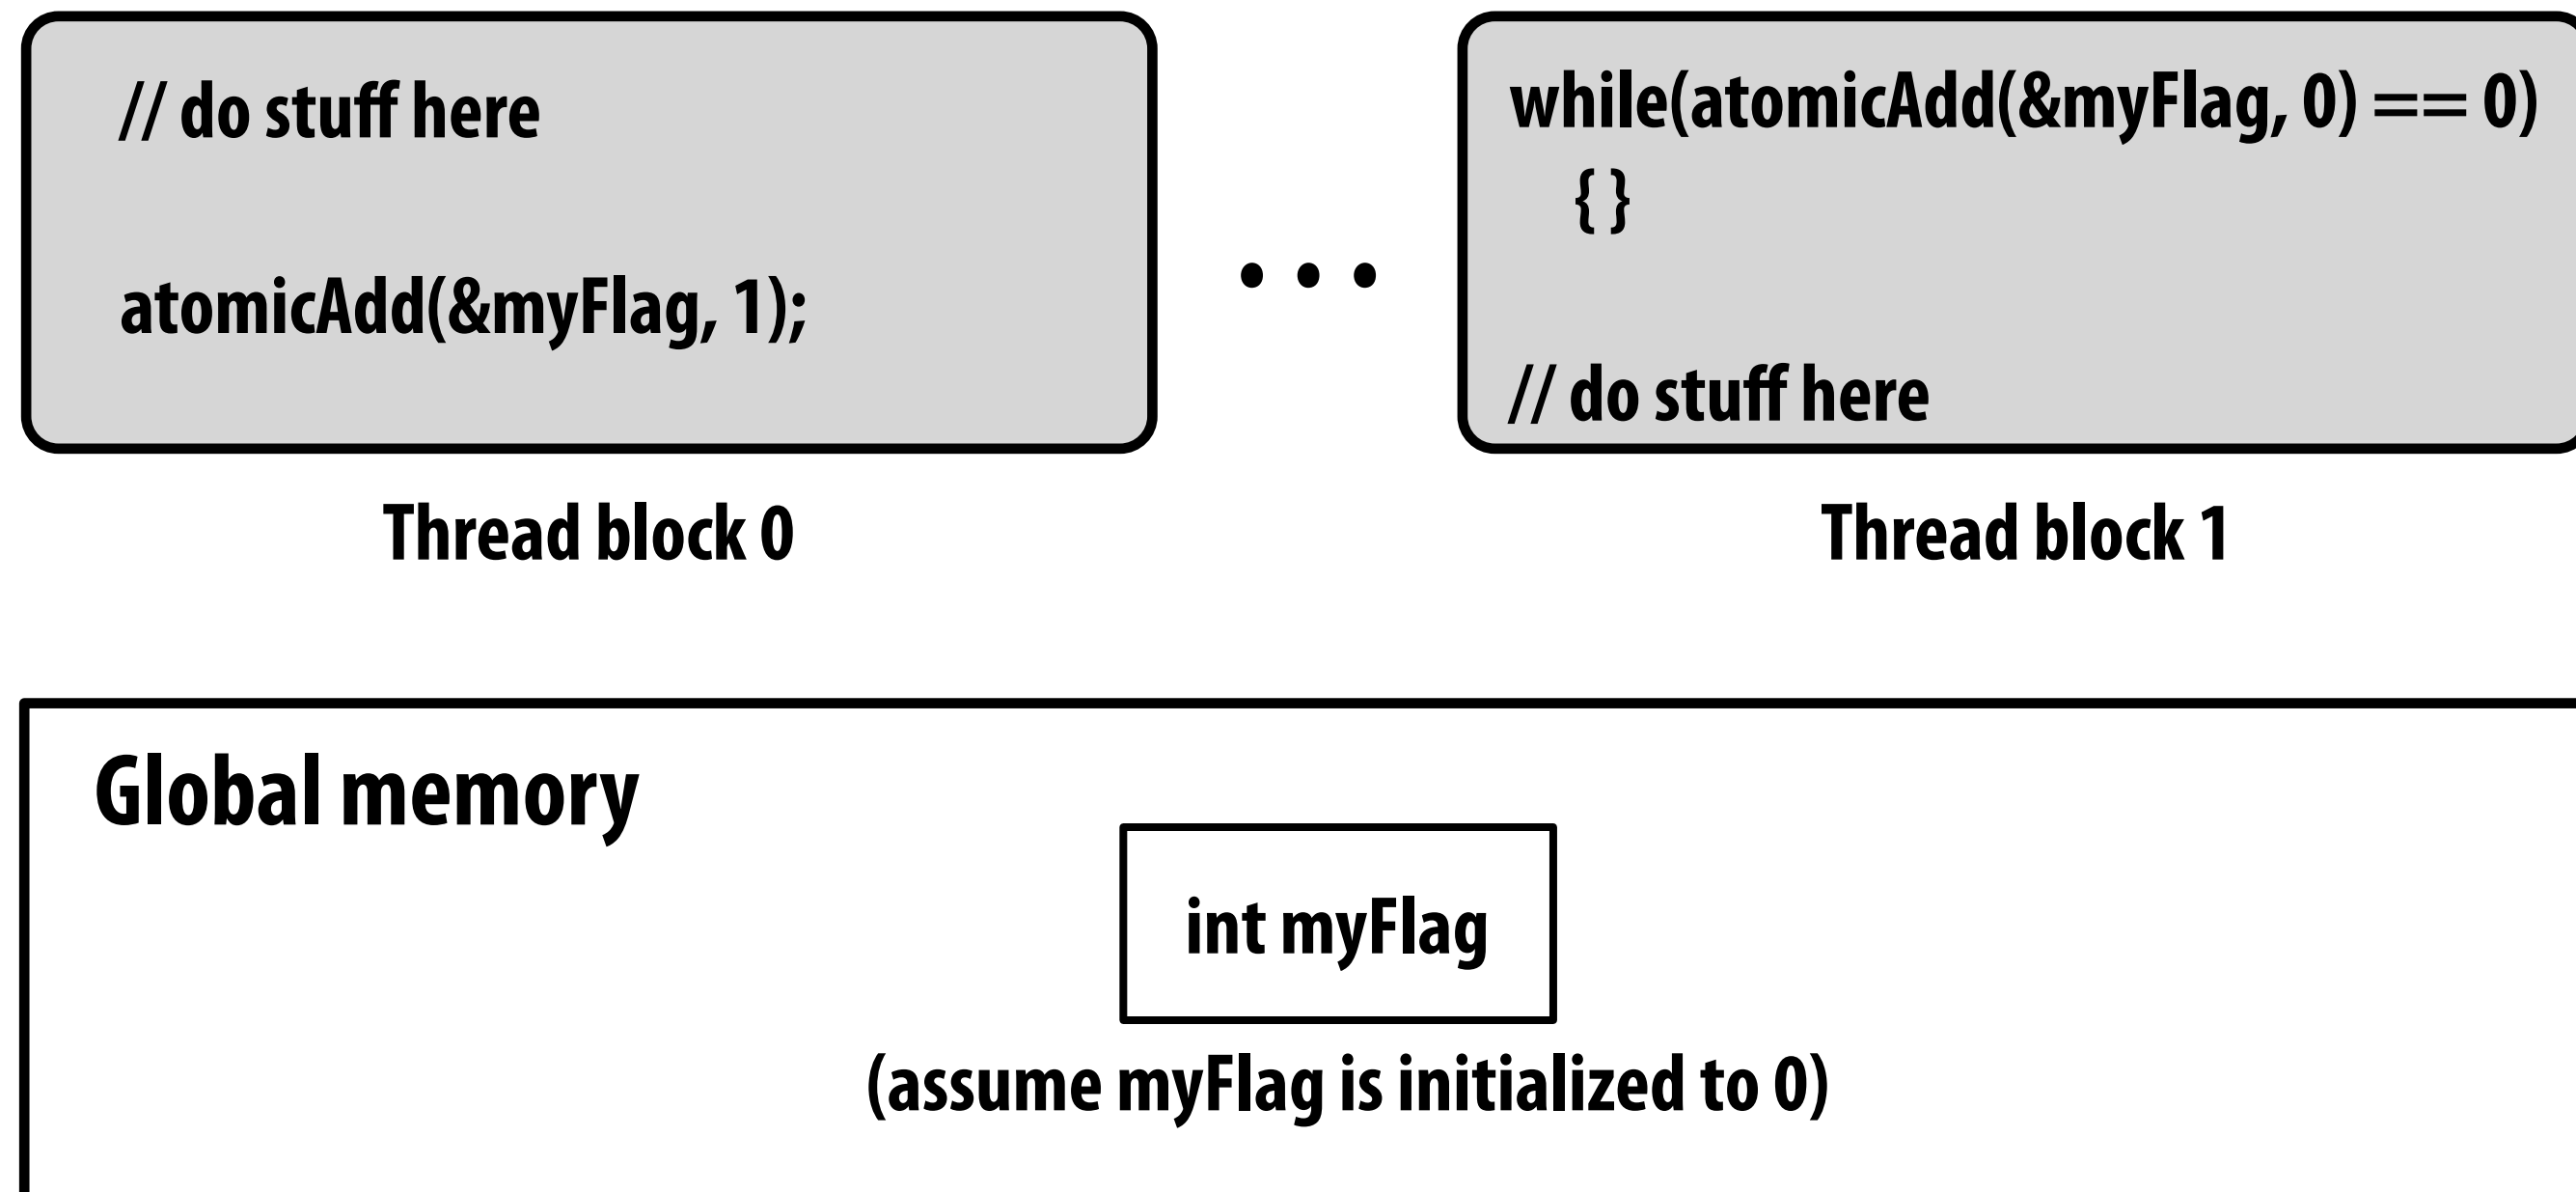 // do stuff here
atomicAdd(&myFlag, 1);
while(atomicAdd(&myFlag, 0) == 0)
{ }
// do stuff here
Thread block 0
Thread block 1
Global memory
int myFlag
(assume myFlag is initialized to 0)